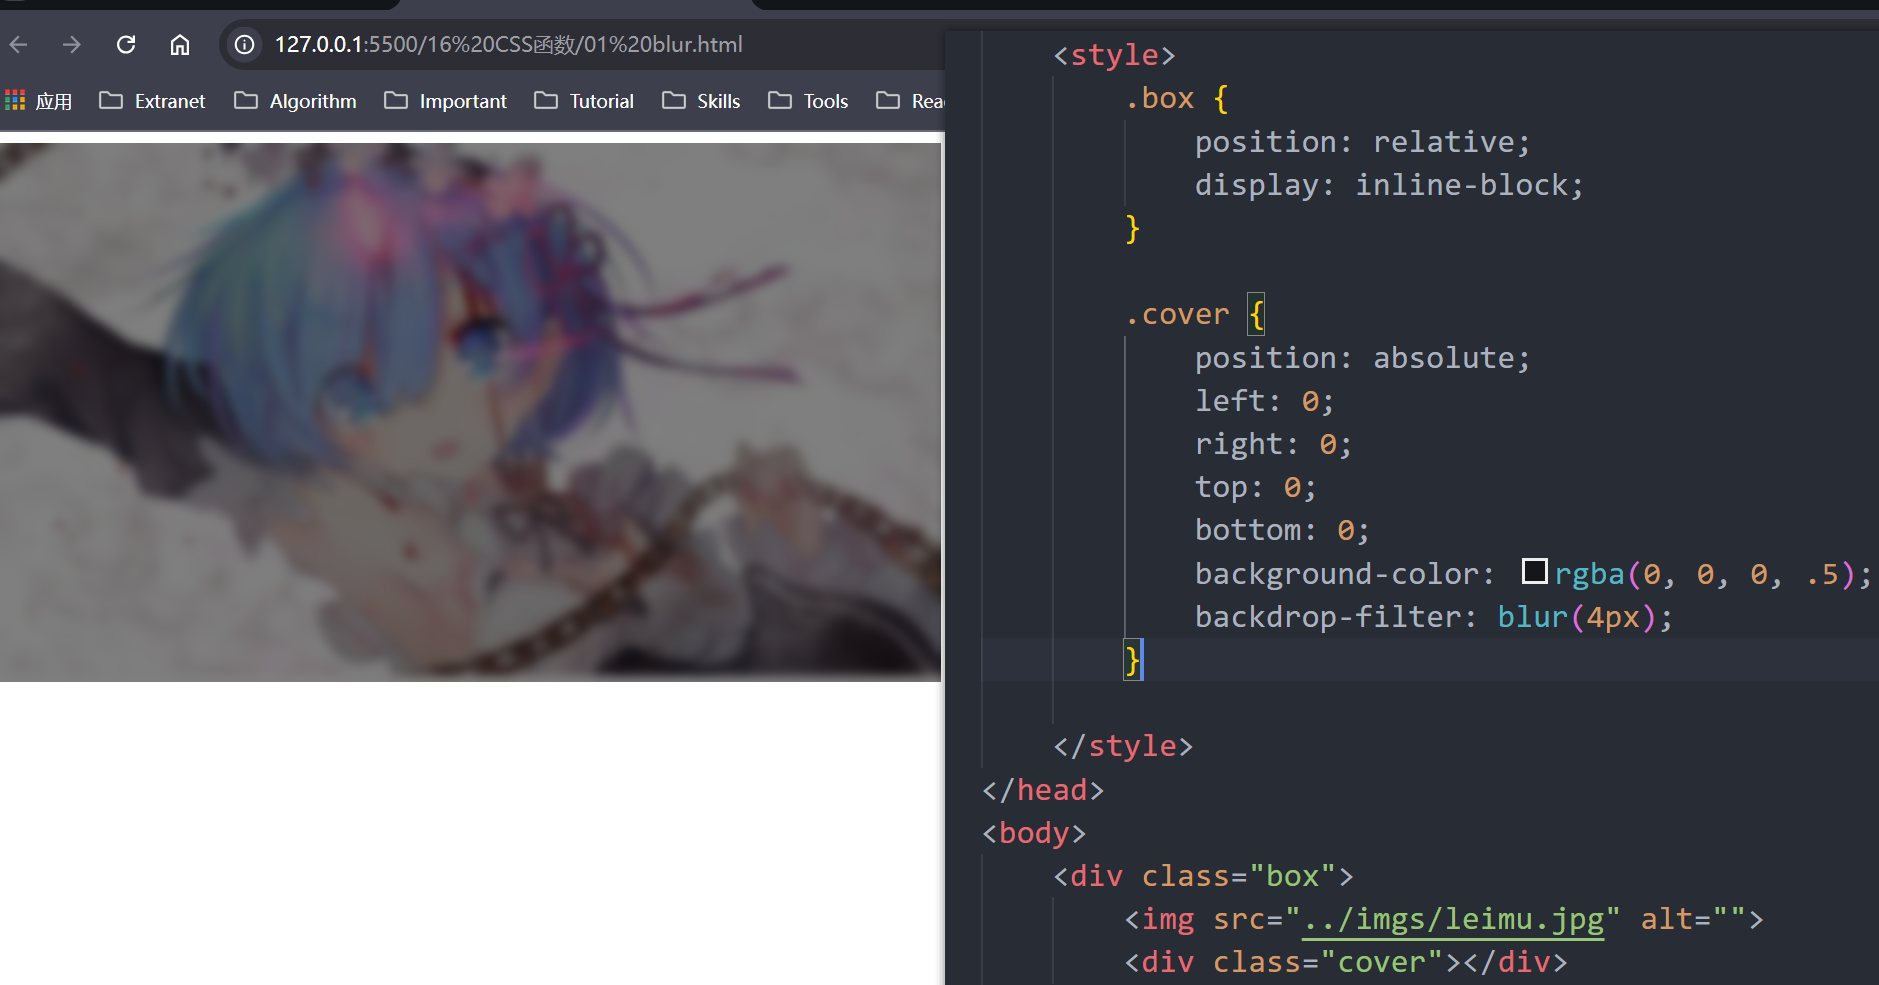 127.0.0.1:5500/16%20CSS函数/01%20blur.html
应用 Extranet Algorithm Important Tutorial Skills Tools Rea
<style>
.box {
position: relative;
display: inline-block;
}
.cover {
position: absolute;
left: 0;
right: 0;
top: 0;
bottom: 0;
background-color: rgba(0, 0, 0, .5);
backdrop-filter: blur(4px);
}
</style>
</head>
<body>
<div class="box">
<img src="../imgs/leimu.jpg" alt="">
<div class="cover"></div>